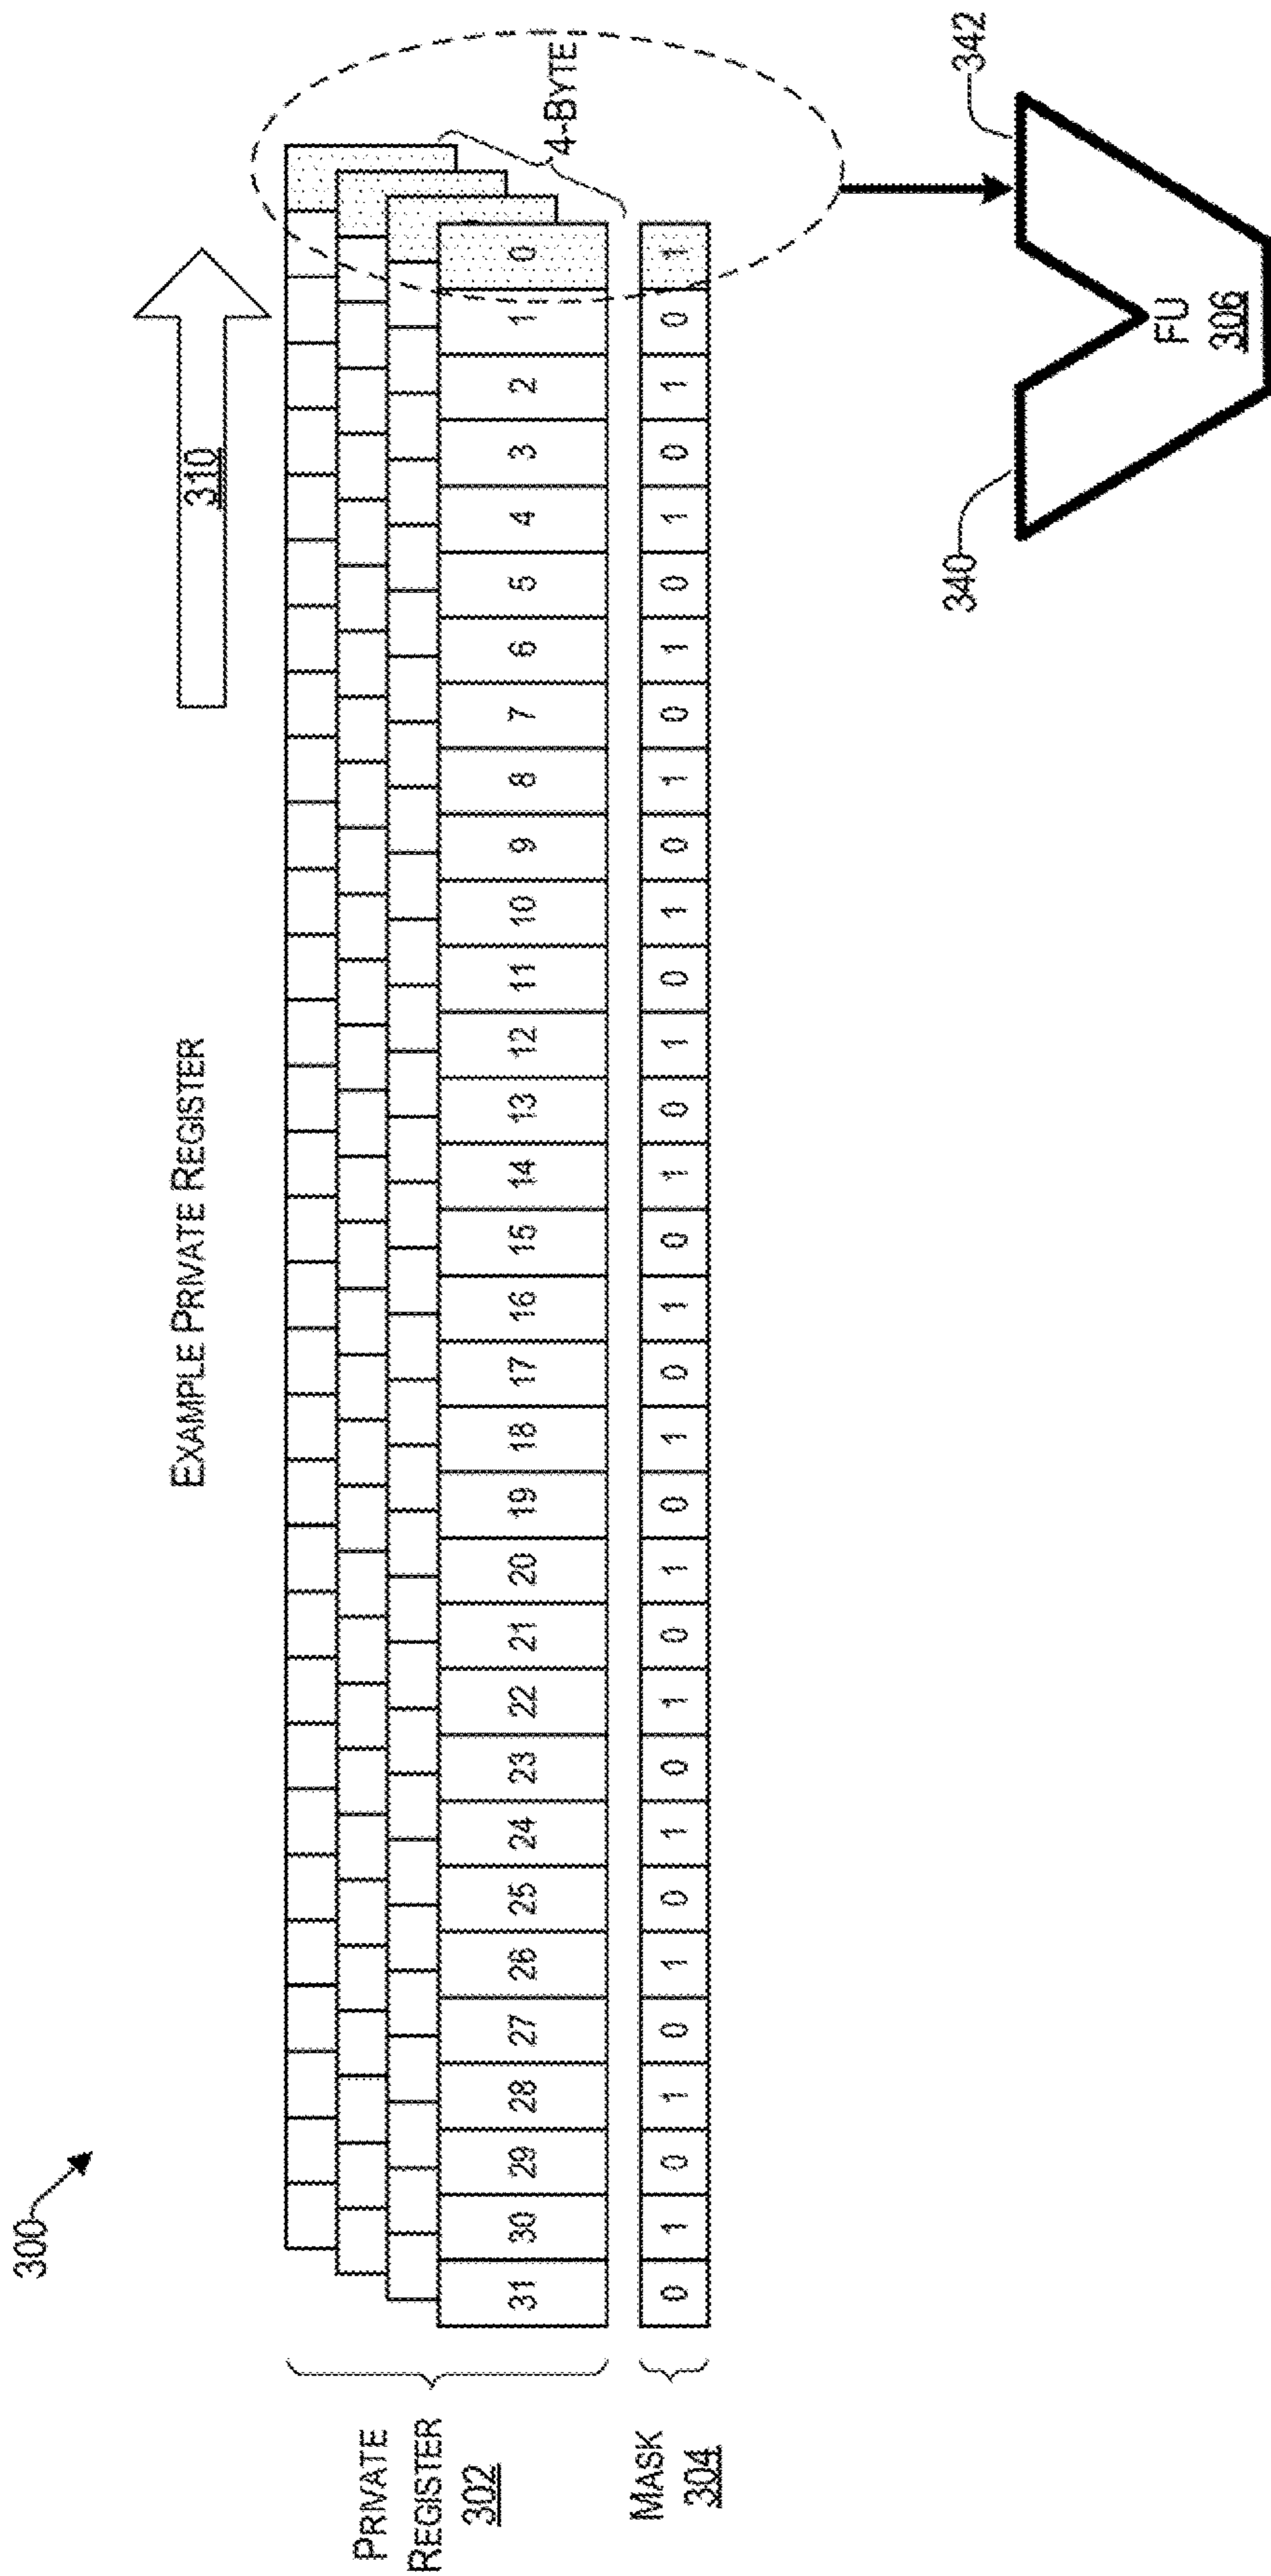 300
EXAMPLE PRIVATE REGISTER
310
PRIVATE
REGISTER
302
31 30 29 28 27 26 25 24 23 22 21 20 19 18 17 16 15 14 13 12 11 10 9 8 7 6 5 4 3 2 1 0
4-BYTE
MASK
304
0 1 0 1 0 1 0 1 0 1 0 1 0 1 0 1 0 1 0 1 0 1 0 1 0 1 0 1 0 1 0 1
340
342
FU
306